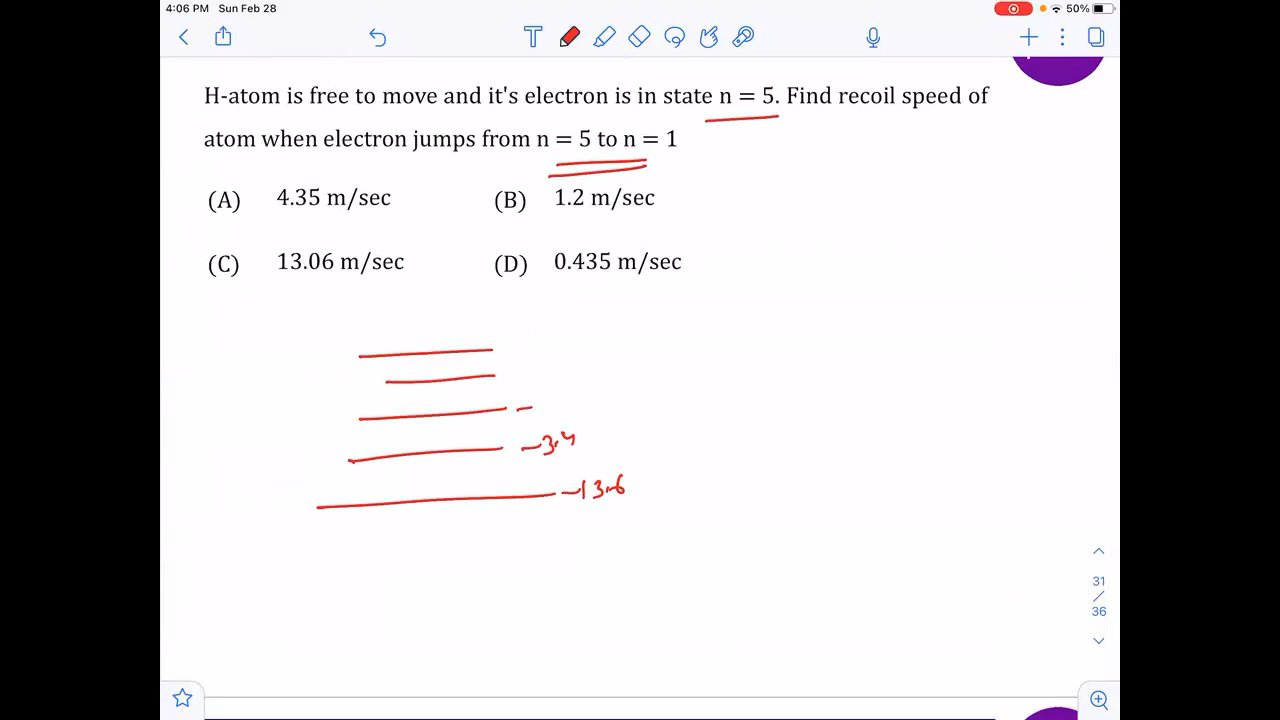 4:06 PM Sun Feb 28
50%
H-atom is free to move and it's electron is in state n = 5. Find recoil speed of
atom when electron jumps from n = 5 to n = 1
(A) 4.35 m/sec (B) 1.2 m/sec
(C) 13.06 m/sec (D) 0.435 m/sec
-
-3.4
-13.6
31
/
36